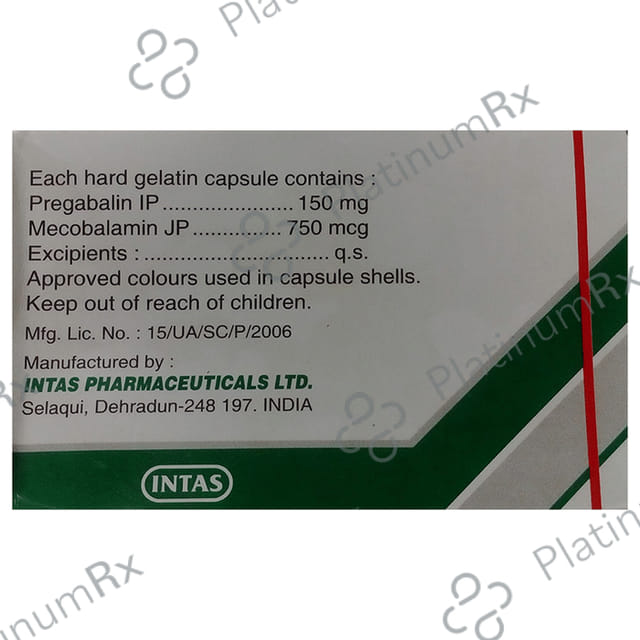 PlatinumRx
PlatinumRx
Each hard gelatin capsule contains :
Pregabalin IP...................... 150 mg
Mecobalamin JP.............. 750 mcg
Excipients : ............................. q.s.
Approved colours used in capsule shells.
Keep out of reach of children.
Mfg. Lic. No. : 15/UA/SC/P/2006
Manufactured by :
INTAS PHARMACEUTICALS LTD.
Selaqui, Dehradun-248 197. INDIA
INTAS
PlatinumRx
PlatinumRx
Platin